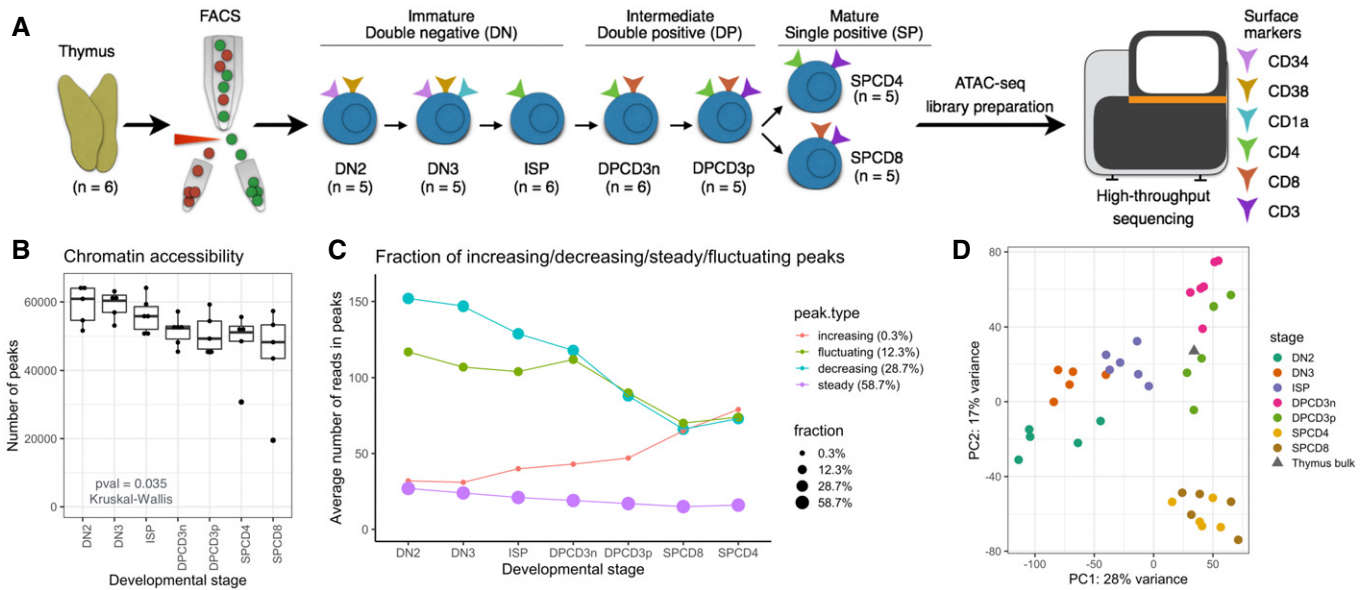 A
Thymus
(n = 6)
FACS
Immature
Double negative (DN)
Intermediate
Double positive (DP)
Mature
Single positive (SP)
DN2
(n = 5)
DN3
(n = 5)
ISP
(n = 6)
DPCD3n
(n = 6)
DPCD3p
(n = 5)
SPCD4
(n = 5)
SPCD8
(n = 5)
ATAC-seq
library preparation
High-throughput
sequencing
Surface
markers
CD34
CD38
CD1a
CD4
CD8
CD3
B
Chromatin accessibility
Number of peaks
60000
40000
20000
0
pval = 0.035
Kruskal-Wallis
DN2
DN3
ISP
DPCD3n
DPCD3p
SPCD4
SPCD8
Developmental stage
C
Fraction of increasing/decreasing/steady/fluctuating peaks
Average number of reads in peaks
150
100
50
0
DN2
DN3
ISP
DPCD3n
DPCD3p
SPCD8
SPCD4
Developmental stage
peak.type
increasing (0.3%)
fluctuating (12.3%)
decreasing (28.7%)
steady (58.7%)
fraction
0.3%
12.3%
28.7%
58.7%
D
PC2: 17% variance
80
40
0
-40
-80
-100
-50
0
50
PC1: 28% variance
stage
DN2
DN3
ISP
DPCD3n
DPCD3p
SPCD4
SPCD8
Thymus bulk